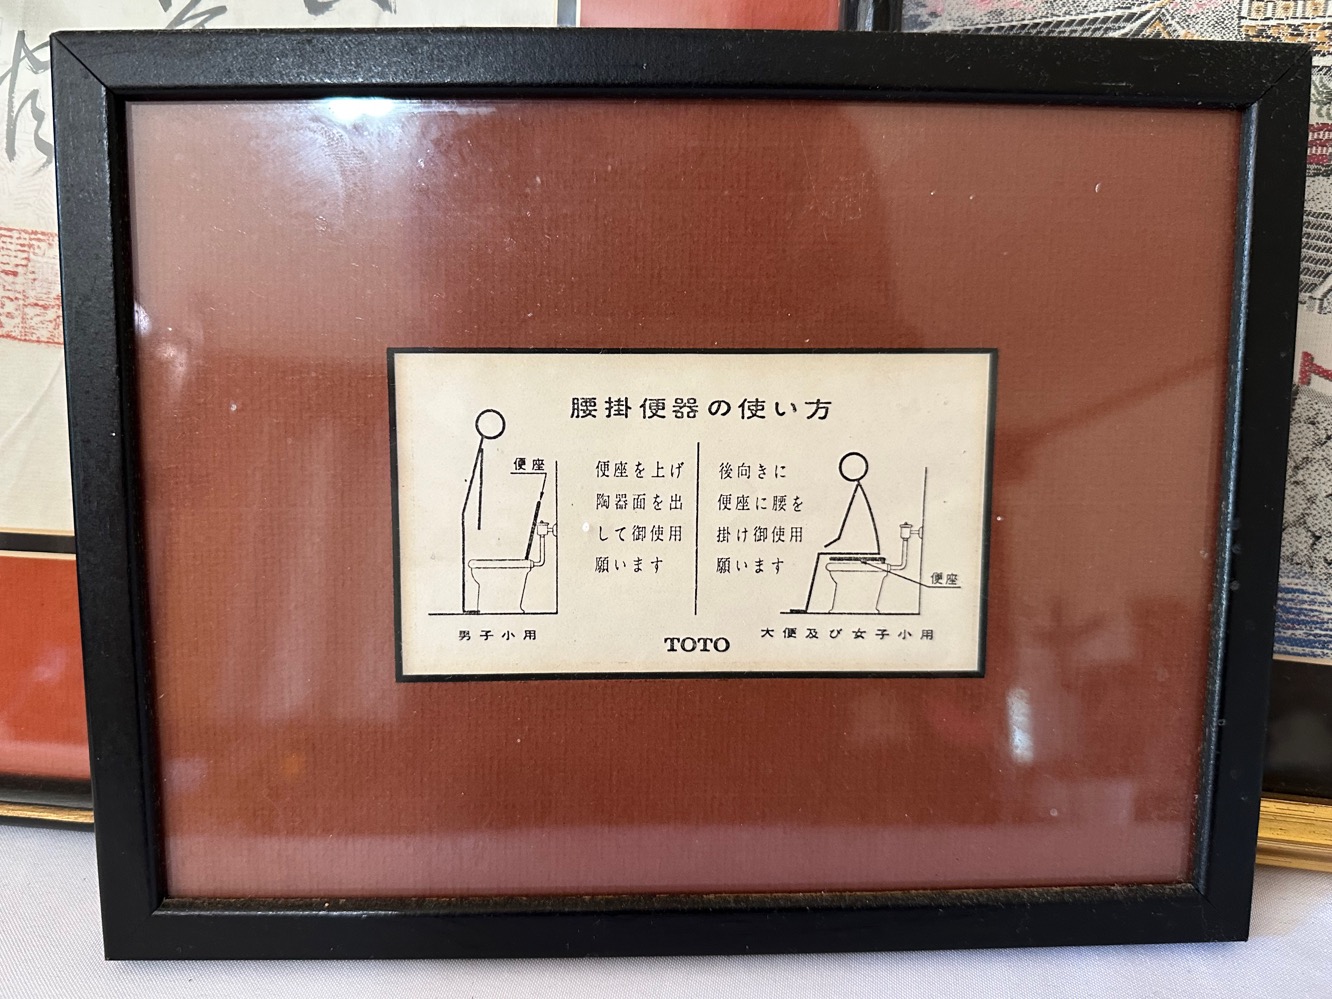 腰掛便器の使い方
便座
便座を上げ
陶器面を出
して御使用
願います
男子小用
後向きに
便座に腰を
掛け御使用
願います
便座
大便及び女子小用
TOTO